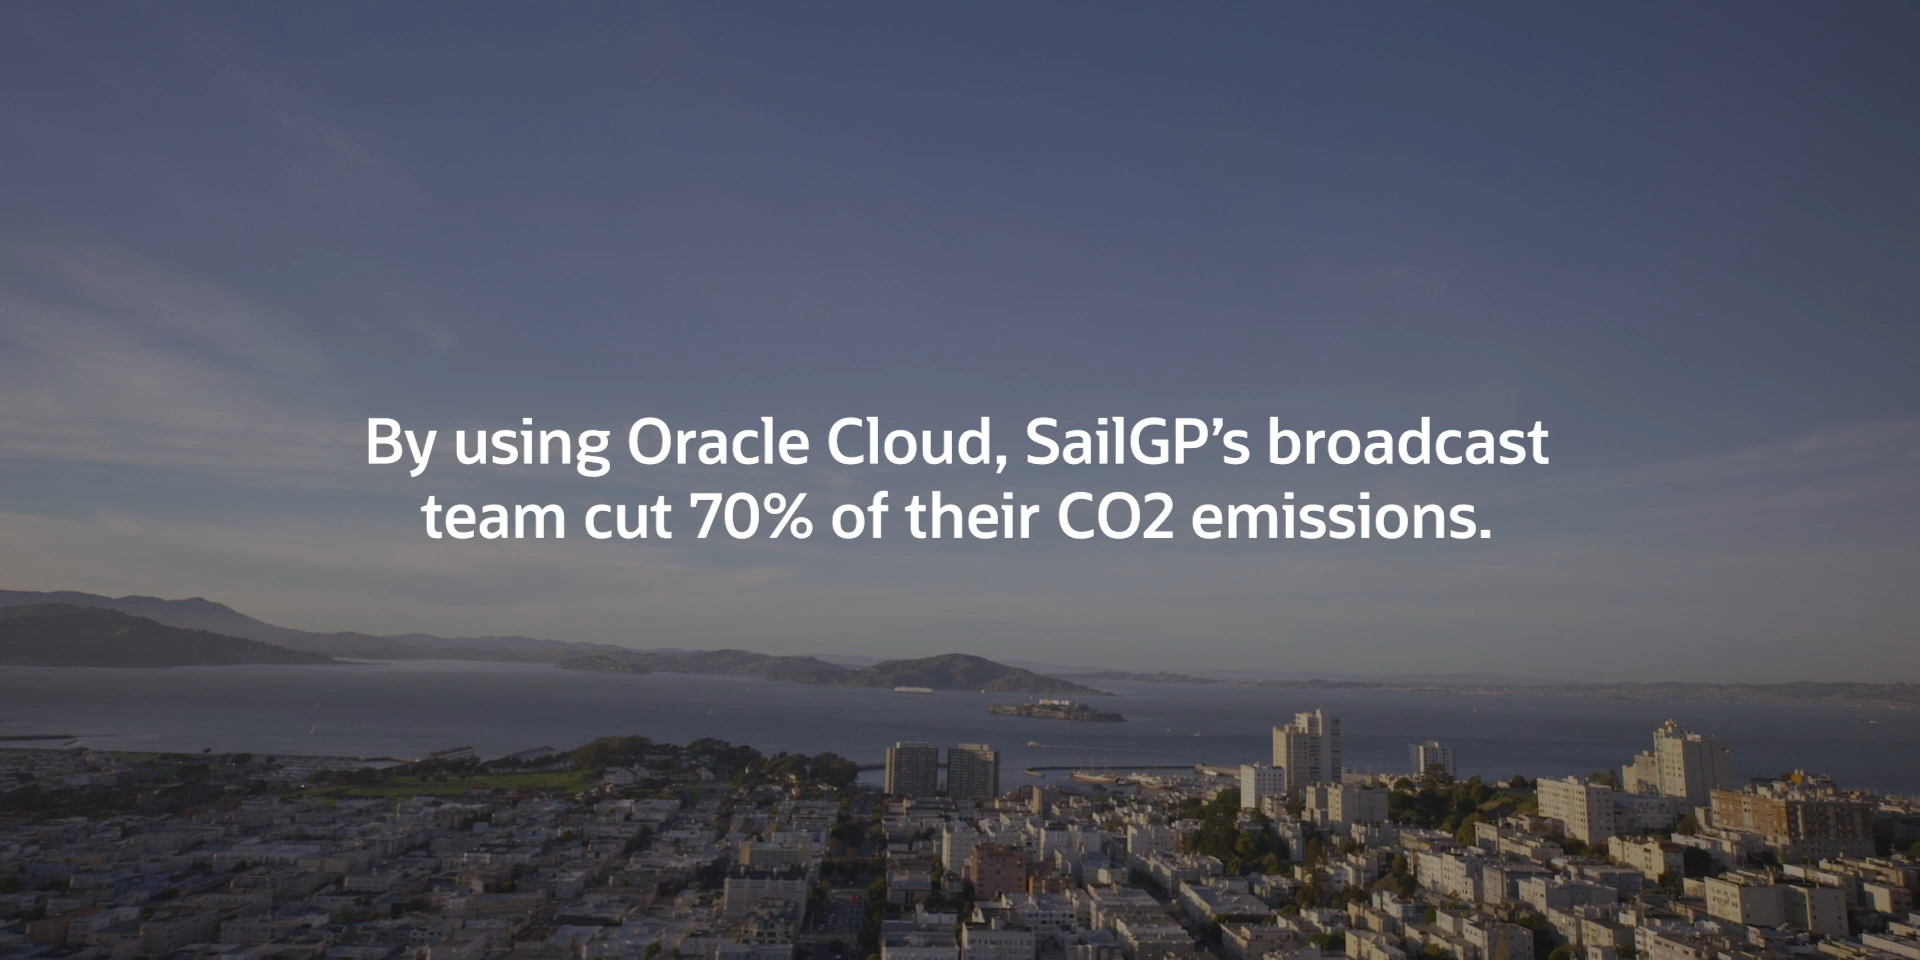 By using Oracle Cloud, SailGP’s broadcast
team cut 70% of their CO2 emissions.